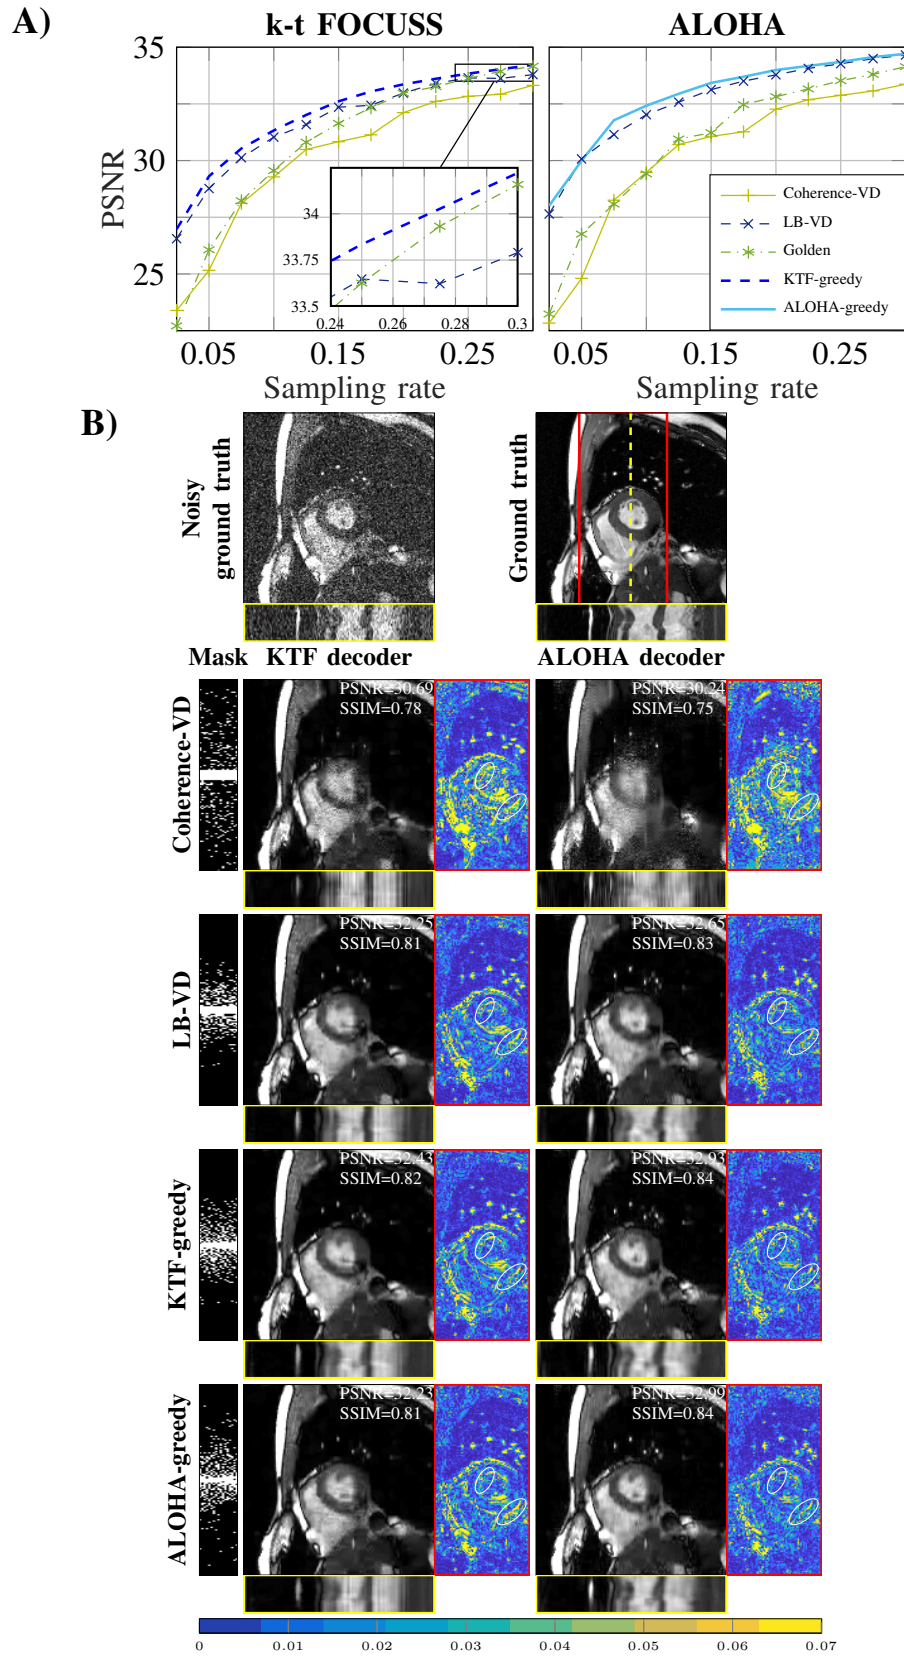 A)
k-t FOCUSS
ALOHA
PSNR
35
30
25
34
33.75
33.5
0.24
0.26
0.28
0.3
Coherence-VD
LB-VD
Golden
KTF-greedy
ALOHA-greedy
0.05
0.15
0.25
0.05
0.15
0.25
Sampling rate
Sampling rate
B)
Noisy
ground truth
Ground truth
Mask
KTF decoder
ALOHA decoder
Coherence-VD
PSNR=30.69
SSIM=0.78
PSNR=30.24
SSIM=0.75
LB-VD
PSNR=32.25
SSIM=0.81
PSNR=32.65
SSIM=0.83
KTF-greedy
PSNR=32.43
SSIM=0.82
PSNR=32.93
SSIM=0.84
ALOHA-greedy
PSNR=32.23
SSIM=0.81
PSNR=32.99
SSIM=0.84
0
0.01
0.02
0.03
0.04
0.05
0.06
0.07